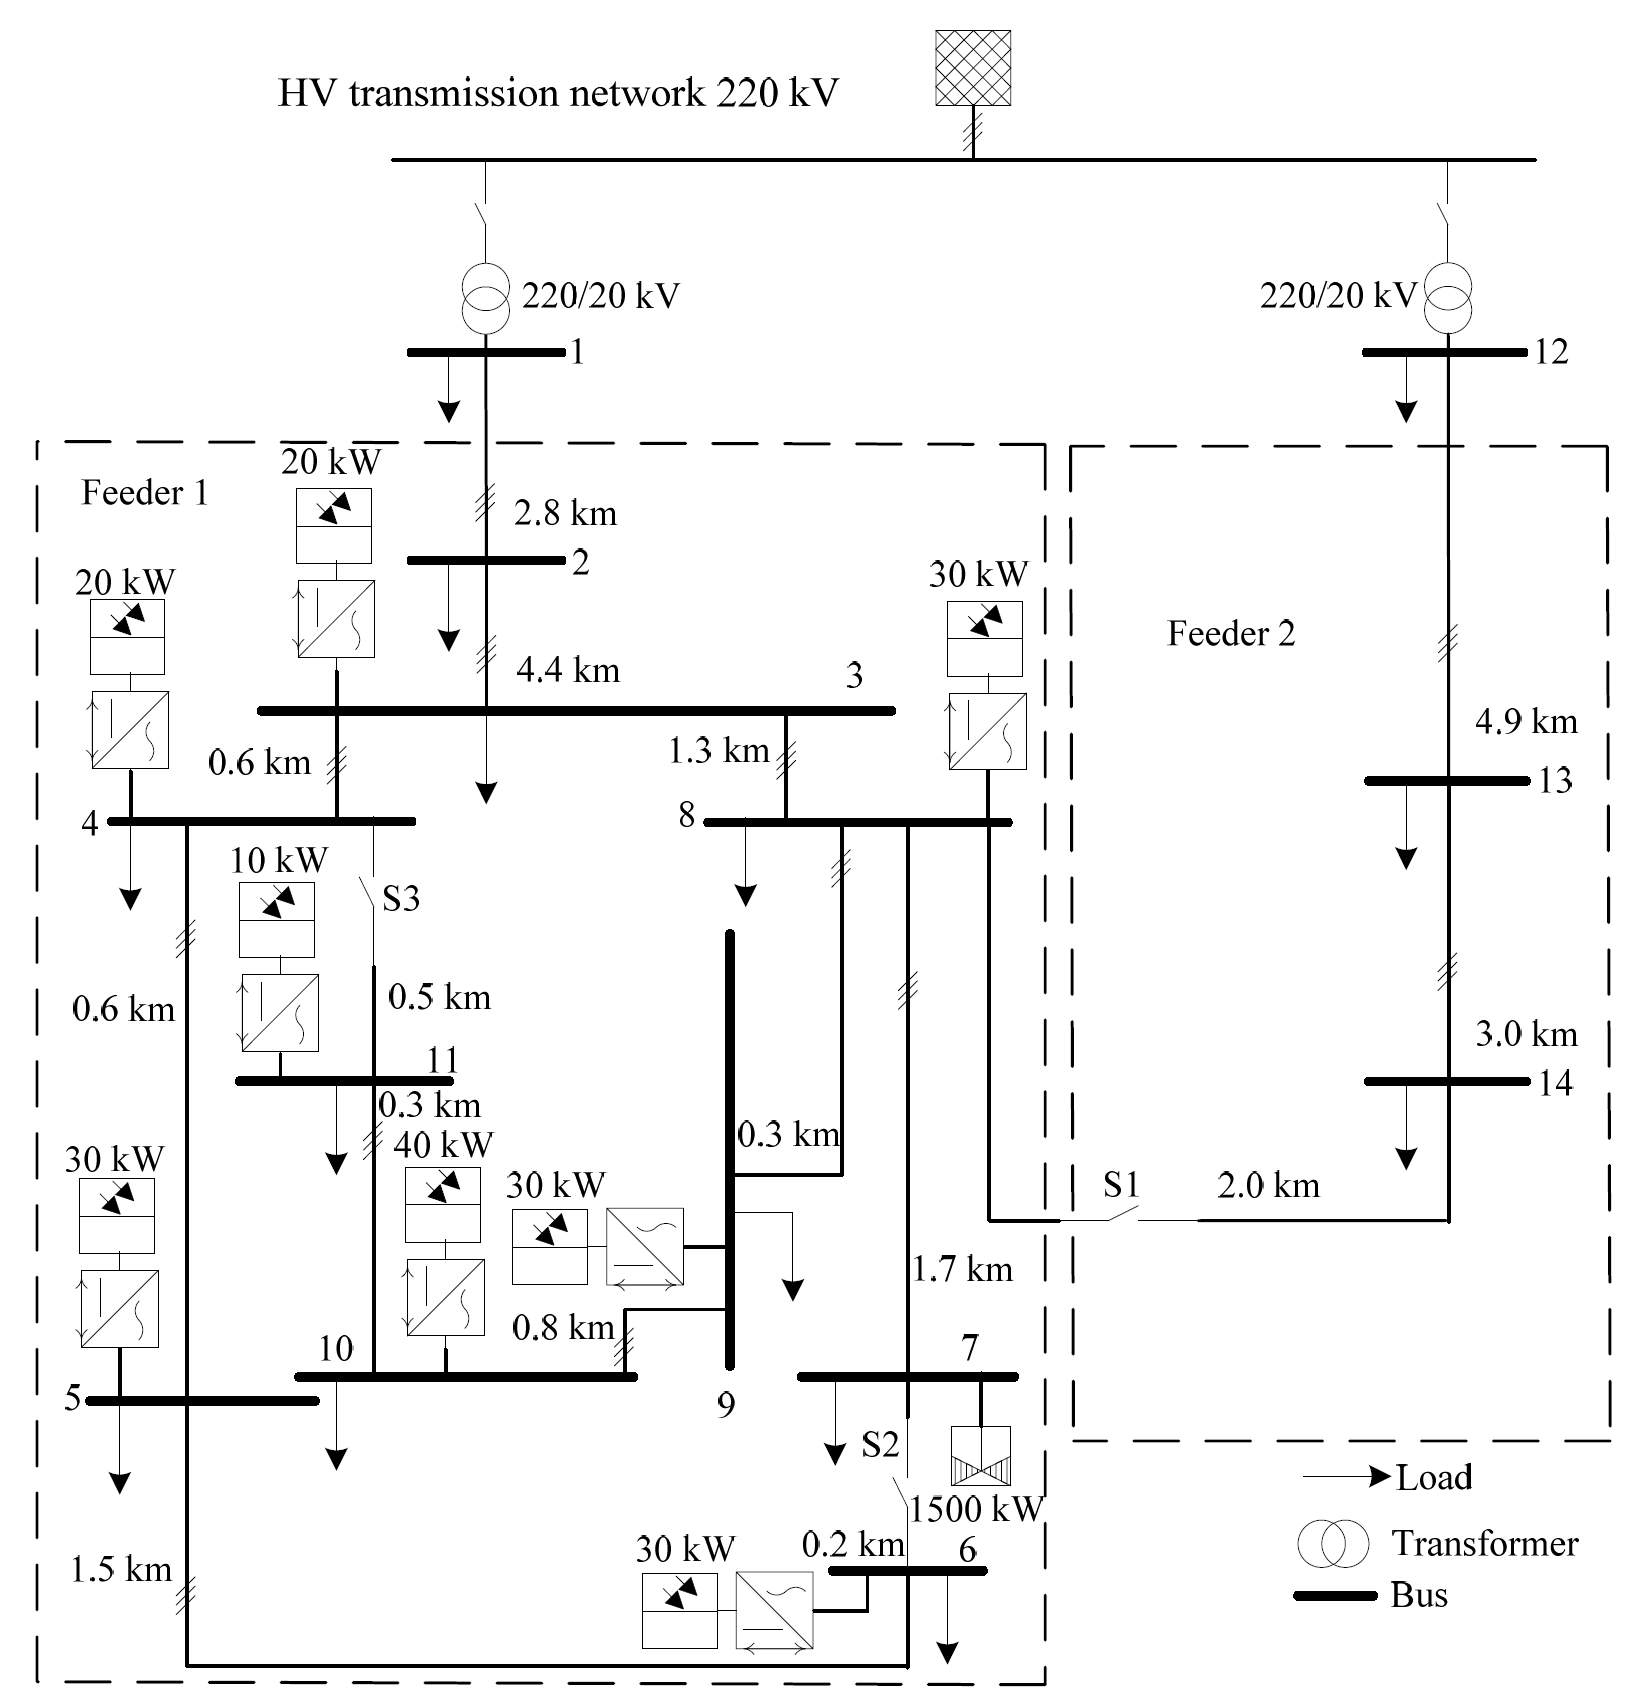 HV transmission network 220 kV
220/20 kV
220/20 kV
1
12
20 kW
Feeder 1
2.8 km
2
20 kW
30 kW
Feeder 2
4.4 km
3
4.9 km
0.6 km
1.3 km
13
4
8
10 kW
S3
0.6 km
0.5 km
3.0 km
11
14
0.3 km
40 kW
0.3 km
30 kW
30 kW
S1
2.0 km
1.7 km
0.8 km
10
7
5
9
S2
Load
1500 kW
30 kW
0.2 km
6
Transformer
1.5 km
Bus